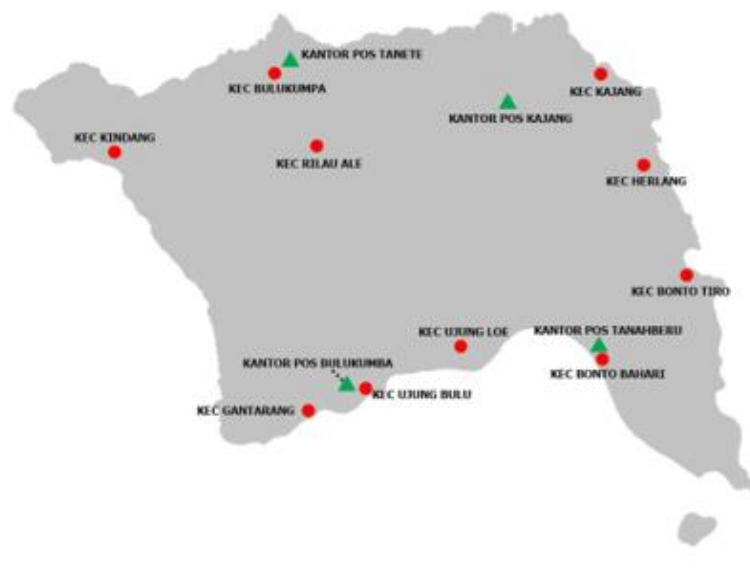 KANTOR POS TANETE
KEC BULUKUMPA
KEC KAJANG
KANTOR POS KAJANG
KEC KINDANG
KEC RILAU ALE
KEC HERLANG
KEC BONTO TIRO
KEC UJUNG LOE
KANTOR POS TANAHBERU
KANTOR POS BULUKUMBA
KEC BONTO BAHARI
KEC UJUNG BULU
KEC GANTARANG